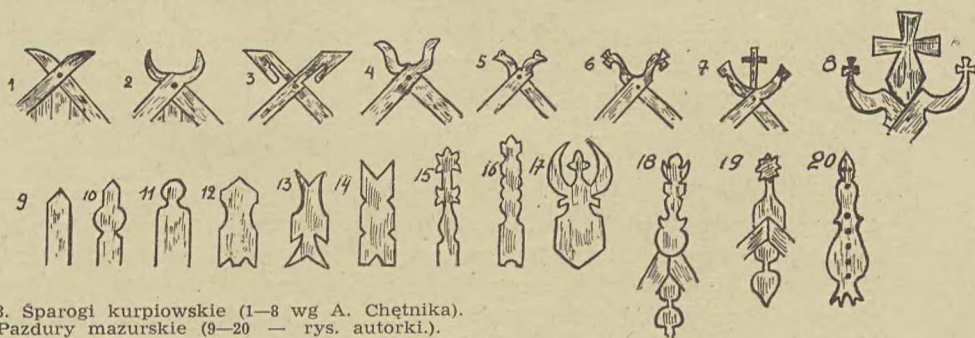 1 2 3 4 5 6 7 8
9 10 11 12 13 14 15 16 17 18 19 20
3. Śparogi kurpiowskie (1—8 wg A. Chętnika).
Pazdury mazurskie (9—20 — rys. autorki.).